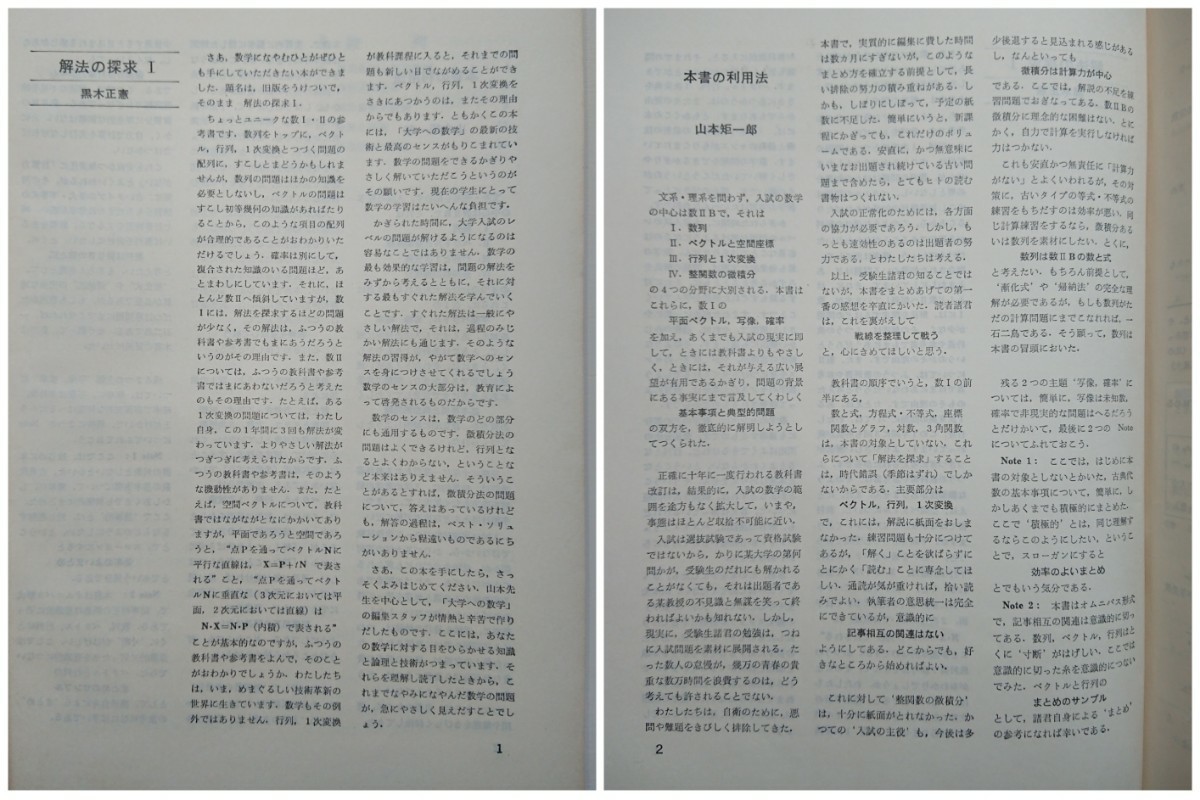 解法の探求 I
黒木正憲
さあ，数学になやむひとがぜひと
も手にしていただきたい本ができま
した．題名は，旧版をうけついで，
そのまま 解法の探求1．
ちょっとユニークな数I・IIの参
考書です．数列をトップに，ベクト
ル，行列，1次変換とつづく問題の
配列に，すこしとまどうかもしれま
せんが，数列の問題はほかの知識を
必要としないし，ベクトルの問題は
すこし初等幾何の知識があればたり
ることから，このような項目の配列
が合理的であることがおわかりいた
だけるでしょう．確率は別にして，
複合された知識のいる問題ほど，あ
とまわしにしています．それに，ほ
とんど数IIへ傾斜していますが，数
Iには，解法を探求するほどの問題
が少なく，その解法は，ふつうの教
科書や参考書でもまにあうだろうと
いうのがその理由です．また，数II
については，ふつうの教科書や参考
書ではまにあわないだろうと考えた
のもその理由です．たとえば，ある
1次変換の問題については，わたし
自身，この1年間に3回も解法が変
わっています．よりやさしい解法が
つぎつぎに考えられたからです．ふ
つうの教科書や参考書は，そのよう
な機動性がありません．また，たと
えば，空間ベクトルについて，教科
書ではながながとなにかかいてあり
ますが，平面であろうと空間であろ
うと，“点Pを通ってベクトルNに
平行な直線は， X=P+tN で表さ
れる”こと，“点Pを通ってベクト
ルNに垂直な（3次元においては平
面，2次元においては直線）は
N・X=N・P（内積）で表される”
ことが基本的なのですが，ふつうの
教科書や参考書をよんで，そのこと
がおわかりでしょうか．わたしたち
は，いま，めまぐるしい技術革新の
世界に生きています．数学もその例
外ではありません．行列，1次変換
が教科課程に入ると，それまでの問
題も新しい目でながめることができ
ます．ベクトル，行列，1次変換を
さきにあつかうのは，またその理由
からでもあります．ともかくこの本
には，「大学への数学」の最新の技
術と最高のセンスがもりこまれてい
ます．数学の問題をできるかぎりや
さしく解いていただこうというのが
その願いです．現在の学生にとって
数学の学習はたいへんな負担です．
かぎられた時間に，大学入試のレ
ベルの問題が解けるようになるのは
容易なことではありません．数学の
最も効果的な学習は，問題の解法を
みずから考えるとともに，それに対
する最もすぐれた解法を学んでいく
ことです．すぐれた解法は一般にや
さしい解法で，それは，過程のみじ
かい解法にも通じます．そのような
解法の習得が，やがて数学へのセン
スを身につけさせてくれるでしょう
数学のセンスの大部分は，教育によ
って啓発されるものだからです．
数学のセンスは，数学のどの部分
にも通用するものです．微積分法の
問題はよくできるけれど，行列とな
るとよくわからない，ということな
ど本来はありえません．そういうこ
とがあるとすれば，微積分法の問題
について，答えはあっているけれど
も，解答の過程は，ベスト・ソリュ
ーションから縁遠いものであるにち
がいありません．
さあ，この本を手にしたら，さっ
そくよみはじめてください．山本先
生を中心として，「大学への数学」
の編集スタッフが情熱と辛苦で作り
だしたものです．ここには，あなた
の数学に対する目をひらかせる知識
と論理と技術がつまっています．そ
れらを理解し読了したときから，こ
れまでなやみになやんだ数学の問題
が，急にやさしく見えだすことでし
ょう．
1
本書の利用法
山本矩一郎
文系・理系を問わず，入試の数学
の中心は数IIBで，それは
I．数列
II．ベクトルと空間座標
III．行列と1次変換
IV．整関数の微積分
の4つの分野に大別される．本書は
これらに，数Iの
平面ベクトル，写像，確率
を加え，あくまでも入試の現実に即
して，ときには教科書よりもやさし
く，ときには，それが与える広い展
望が有用であるかぎり，問題の背景
にある事実にまで言及してくわしく
基本事項と典型的問題
の双方を，徹底的に解明しようとし
てつくられた．
正確に十年に一度行われる教科書
改訂は，結果的に，入試の数学の範
囲を途方もなく拡大して，いまや，
事態はほとんど収拾不可能に近い．
入試は選抜試験であって資格試験
ではないから，かりに某大学の第何
問かが，受験生のだれにも解かれる
ことがなくても，それは出題者であ
る某教授の不見識と無謀を笑って終
わればよいかも知れない．しかし，
現実に，受験生諸君の勉強は，つね
に入試問題を素材に展開される．た
った数人の怠慢が，幾万の青春の貴
重な数万時間を浪費するのは，どう
考えても許されることでない．
わたしたちは，自衛のために，悪
問や難題をきびしく排除してきた．
本書で，実質的に編集に費した時間
は数カ月にすぎないが，このような
まとめ方を確立する前提として，長
い排除の努力の積み重ねがある．し
かも，しぼりにしぼって，予定の紙
数に不足した．簡単にいうと，新課
程にかぎっても，これだけのボリュ
ームである．安直に，かつ無意味に
いまなお出題され続けている古い問
題まで含めたら，とてもヒトの読む
書物はつくれない．
入試の正常化のためには，各方面
の協力が必要であろう．しかし，も
っとも速効性のあるのは出題者の努
力である，とわたしたちは考える．
以上，受験生諸君の知ることでは
ないが，本書をまとめあげての第一
番の感想を卒直にかいた．読者諸君
は，これを裏がえして
戦線を整理して戦う
と，心にきめてほしいと思う．
教科書の順序でいうと，数Iの前
半にある，
数と式，方程式・不等式，座標
関数とグラフ，対数，3角関数
は，本書の対象としていない．これ
らについて「解法を探求」すること
は，時代錯誤（季節はずれ）でしか
ないからである．主要部分は
ベクトル，行列，1次変換
で，これには，解説に紙面をおしま
なかった．練習問題も十分につけて
あるが，「解く」ことを欲ばらずに
とにかく「読む」ことに専念してほ
しい．通読が気が重ければ，拾い読
みでよい．執筆者の意思統一は完全
にできているが，意識的に
記事相互の関連はない
ようにしてある．どこからでも，好
きなところから始めればよい．
これに対して‘整関数の微積分’
は，十分に紙面がとれなかった．か
つての‘入試の主役’も，今後は多
少後退すると見込まれる感じがある
し，なんといっても
微積分は計算力が中心
である．ここでは，解説の不足を練
習問題でおぎなってある．数IIBの
微積分に理念的な困難はない．とに
かく，自力で計算を実行しなければ
力はつかない．
これも安直かつ無責任に「計算力
がない」とよくいわれるが，その対
策に，古いタイプの等式・不等式の
練習をもちだすのは効率が悪い．同
じ計算練習をするなら，微積分ある
いは数列を素材にしたい．とくに，
数列は数IIBの数と式
と考えたい．もちろん前提として，
‘漸化式’や‘帰納法’の完全な理
解が必要であるが，もしも数列がた
だの計算問題にまでこなれれば，一
石二鳥である．そう願って，数列は
本書の冒頭においた．
残る2つの主題‘写像，確率’に
ついては，簡単に，写像は未知数，
確率で非現実的な問題はへるだろう
とだけかいて，最後に2つの Note
についてふれておこう．
Note 1： ここでは，はじめに本
書の対象としないとかいた，古典代
数の基本事項について，簡単に，し
かしあくまでも積極的にまとめた．
ここで‘積極的’とは，同じ理解す
るならこのようにしたい，というこ
とで，スローガンにすると
効率のよいまとめ
とでもいう気分である．
Note 2： 本書はオムニバス形式
で，記事相互の関連は意識的に切っ
てある．数列，ベクトル，行列はと
くに‘寸断’がはげしい．ここでは
意識的に切った糸を意識的につない
でみた．ベクトルと行列の
まとめのサンプル
として，諸君自身による‘まとめ’
の参考になれば幸いである．
2